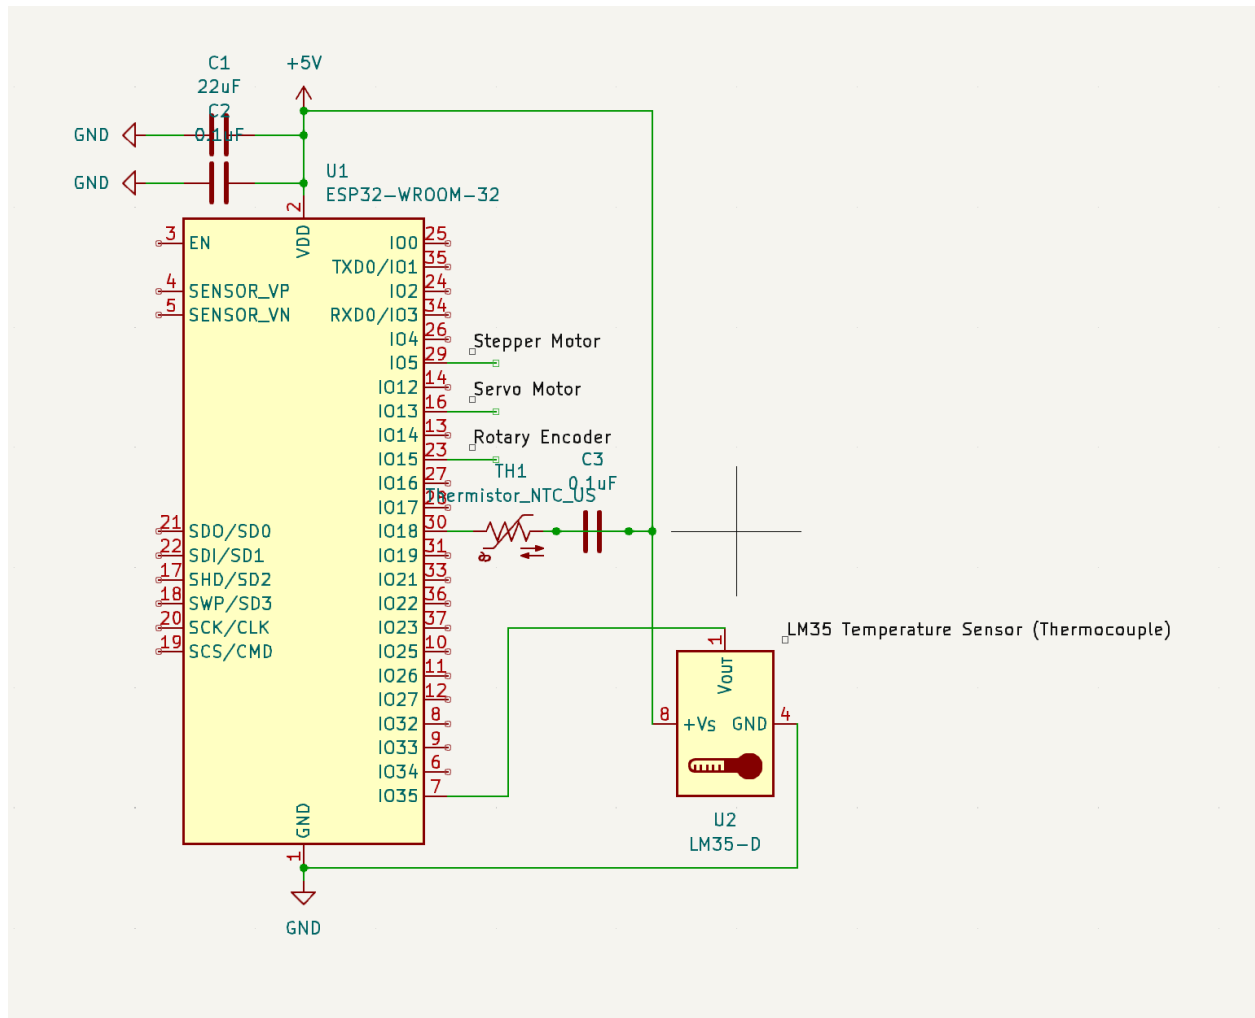 C1
22uF
C2
0.1uF
+5V
GND
GND
U1
ESP32-WROOM-32
2
VDD
3
EN
4
SENSOR_VP
5
SENSOR_VN
21
SDO/SD0
22
SDI/SD1
17
SHD/SD2
18
SWP/SD3
20
SCK/CLK
19
SCS/CMD
IO0
25
TXD0/IO1
35
IO2
24
RXD0/IO3
34
IO4
26
IO5
29
IO12
14
IO13
16
IO14
13
IO15
23
IO16
27
IO17
28
IO18
30
IO19
31
IO21
33
IO22
36
IO23
37
IO25
10
IO26
11
IO27
12
IO32
8
IO33
9
IO34
6
IO35
7
GND
1
GND
Stepper Motor
Servo Motor
Rotary Encoder
TH1
Thermistor_NTC_US
C3
0.1uF
LM35 Temperature Sensor (Thermocouple)
1
Vout
8
+Vs
GND
4
U2
LM35-D